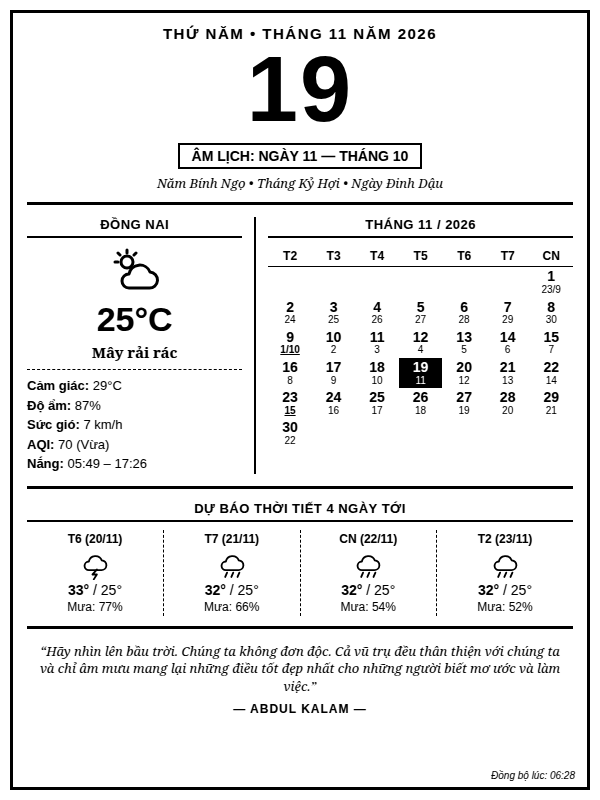 THỨ NĂM • THÁNG 11 NĂM 2026
19
ÂM LỊCH: NGÀY 11 — THÁNG 10
Năm Bính Ngọ • Tháng Kỷ Hợi • Ngày Đinh Dậu
ĐỒNG NAI
25°C
Mây rải rác
Cảm giác: 29°C
Độ ẩm: 87%
Sức gió: 7 km/h
AQI: 70 (Vừa)
Nắng: 05:49 – 17:26
THÁNG 11 / 2026
T2 T3 T4 T5 T6 T7 CN
1
23/9
2 3 4 5 6 7 8
24 25 26 27 28 29 30
9 10 11 12 13 14 15
1/10 2 3 4 5 6 7
16 17 18 19 20 21 22
8 9 10 11 12 13 14
23 24 25 26 27 28 29
15 16 17 18 19 20 21
30
22
DỰ BÁO THỜI TIẾT 4 NGÀY TỚI
T6 (20/11) T7 (21/11) CN (22/11) T2 (23/11)
33° / 25° 32° / 25° 32° / 25° 32° / 25°
Mưa: 77% Mưa: 66% Mưa: 54% Mưa: 52%
“Hãy nhìn lên bầu trời. Chúng ta không đơn độc. Cả vũ trụ đều thân thiện với chúng ta
và chỉ âm mưu mang lại những điều tốt đẹp nhất cho những người biết mơ ước và làm
việc.”
— ABDUL KALAM —
Đồng bộ lúc: 06:28